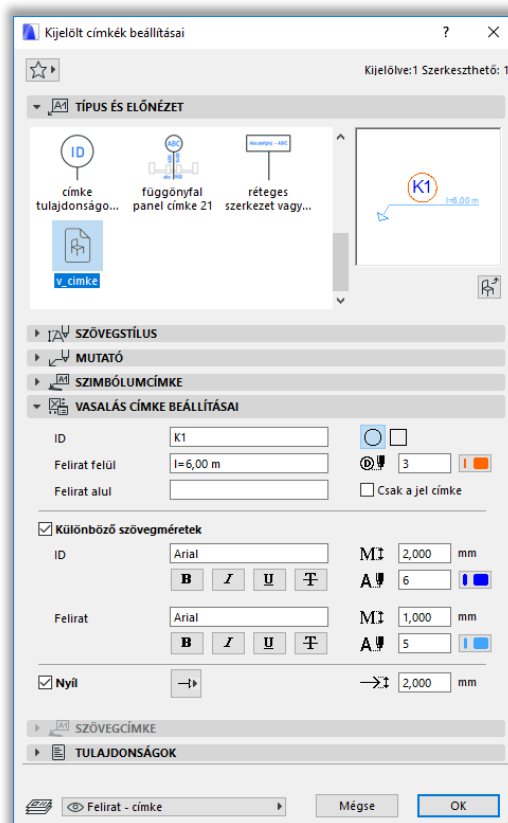 Kijelölt címkék beállításai
?
Kijelölve:1 Szerkeszthető: 1
A1 TÍPUS ÉS ELŐNÉZET
ID
címke
tulajdonságo...
ABC
függönyfal
panel címke 21
réteges
szerkezet vagy...
v_cimke
K1
l=6,00 m
SZÖVEGSTÍLUS
MUTATÓ
A1 SZIMBÓLUMCÍMKE
VASALÁS CÍMKE BEÁLLÍTÁSAI
ID K1
Felirat felül l=6,00 m D 3
Felirat alul Csak a jel címke
Különböző szövegméretek
ID Arial M 2,000 mm
B I U T A 6
Felirat Arial M 1,000 mm
B I U T A 5
Nyíl 2,000 mm
A1 SZÖVEGCÍMKE
TULAJDONSÁGOK
Felirat - címke Mégse OK